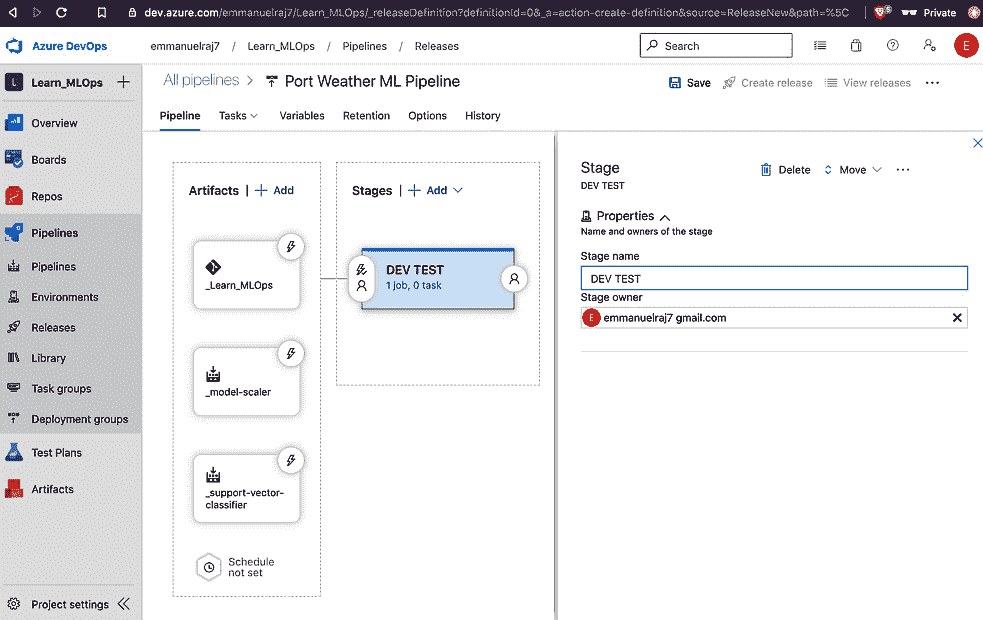 dev.azure.com/emmanuelraj7/Learn_MLOps/_releaseDefinition?definitionId=0&_a=action-create-definition&source=ReleaseNew&path=%5C
Private
Azure DevOps
emmanuelraj7 / Learn_MLOps / Pipelines / Releases
Search
E
L
Learn_MLOps
All pipelines > Port Weather ML Pipeline
Save
Create release
View releases
Pipeline
Tasks
Variables
Retention
Options
History
Overview
Boards
Repos
Pipelines
Pipelines
Environments
Releases
Library
Task groups
Deployment groups
Test Plans
Artifacts
Project settings
Artifacts | + Add
_Learn_MLOps
_model-scaler
_support-vector-
classifier
Schedule
not set
Stages | + Add
DEV TEST
1 job, 0 task
Stage
DEV TEST
Delete
Move
Properties
Name and owners of the stage
Stage name
DEV TEST
Stage owner
E
emmanuelraj7 gmail.com